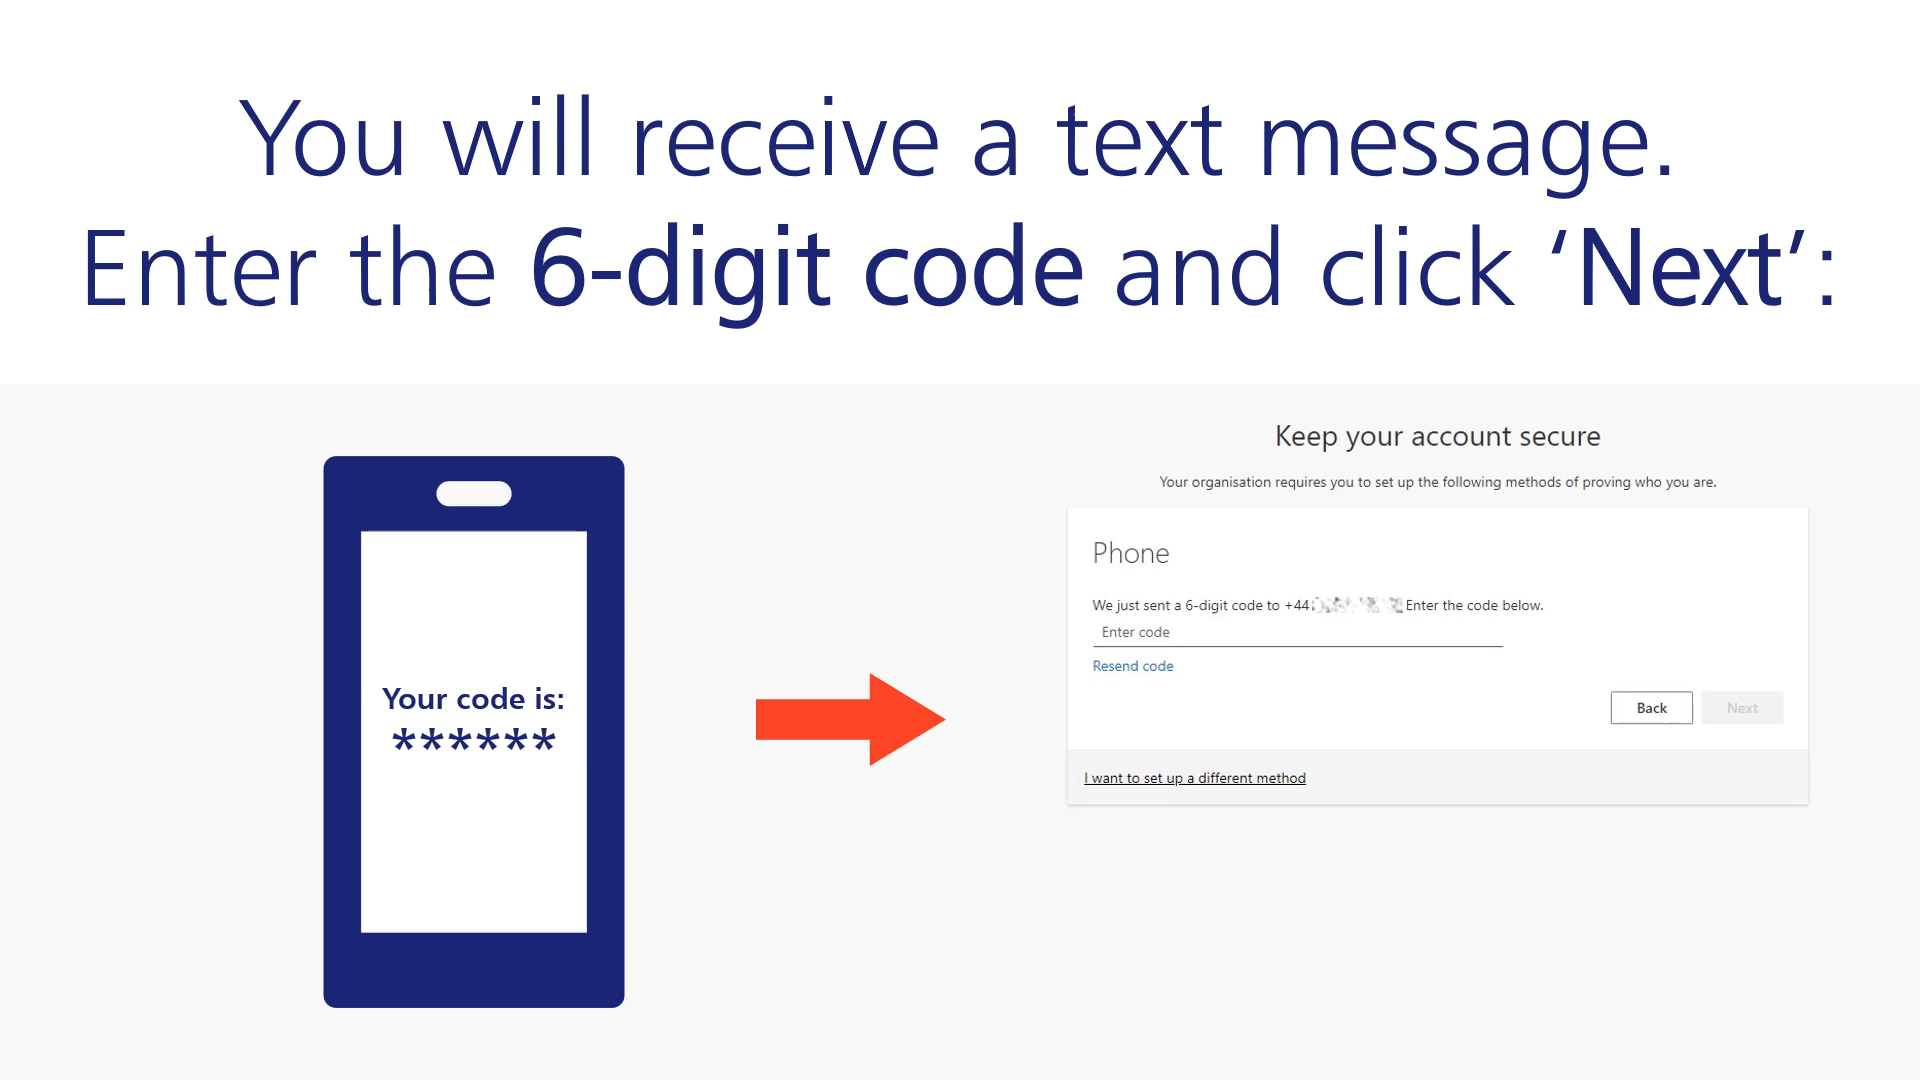 You will receive a text message.
Enter the 6-digit code and click ‘Next’:
Your code is:
******
Keep your account secure
Your organisation requires you to set up the following methods of proving who you are.
Phone
We just sent a 6-digit code to +44 Enter the code below.
Enter code
Resend code
Back
Next
I want to set up a different method